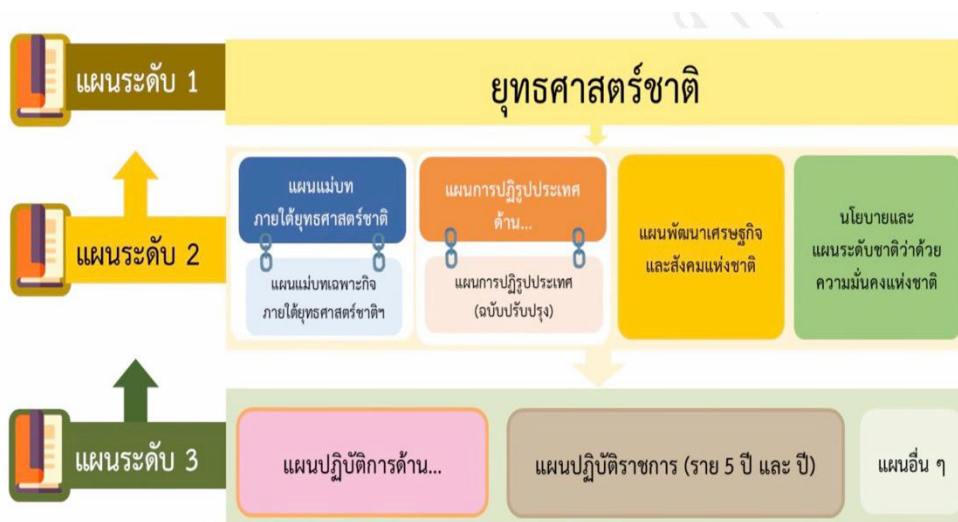 แผนระดับ 1
ยุทธศาสตร์ชาติ
แผนระดับ 2
แผนแม่บท
ภายใต้ยุทธศาสตร์ชาติ
แผนแม่บทเฉพาะกิจ
ภายใต้ยุทธศาสตร์ชาติฯ
แผนการปฏิรูปประเทศ
ด้าน...
แผนการปฏิรูปประเทศ
(ฉบับปรับปรุง)
แผนพัฒนาเศรษฐกิจ
และสังคมแห่งชาติ
นโยบายและ
แผนระดับชาติว่าด้วย
ความมั่นคงแห่งชาติ
แผนระดับ 3
แผนปฏิบัติการด้าน...
แผนปฏิบัติราชการ (ราย 5 ปี และ ปี)
แผนอื่น ๆ